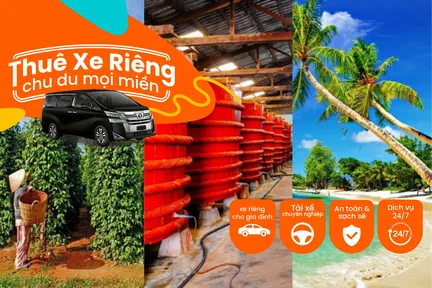 Thuê Xe Riêng
chu du mọi miền
xe riêng
cho gia đình
Tài xế
chuyên nghiệp
An toàn &
sạch sẽ
Dịch vụ
24/7
24/7